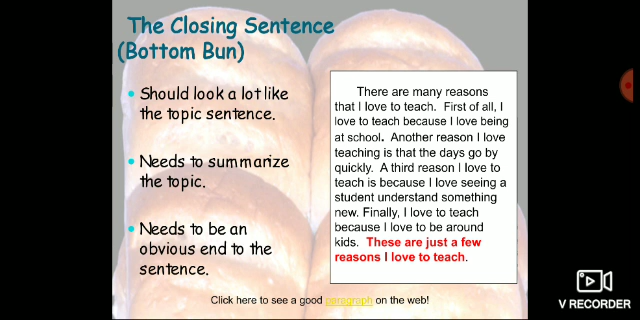 The Closing Sentence
(Bottom Bun)
Should look a lot like
the topic sentence.
Needs to summarize
the topic.
Needs to be an
obvious end to the
sentence.
There are many reasons
that I love to teach. First of all, I
love to teach because I love being
at school. Another reason I love
teaching is that the days go by
quickly. A third reason I love to
teach is because I love seeing a
student understand something
new. Finally, I love to teach
because I love to be around
kids. These are just a few
reasons I love to teach.
Click here to see a good paragraph on the web!
V RECORDER